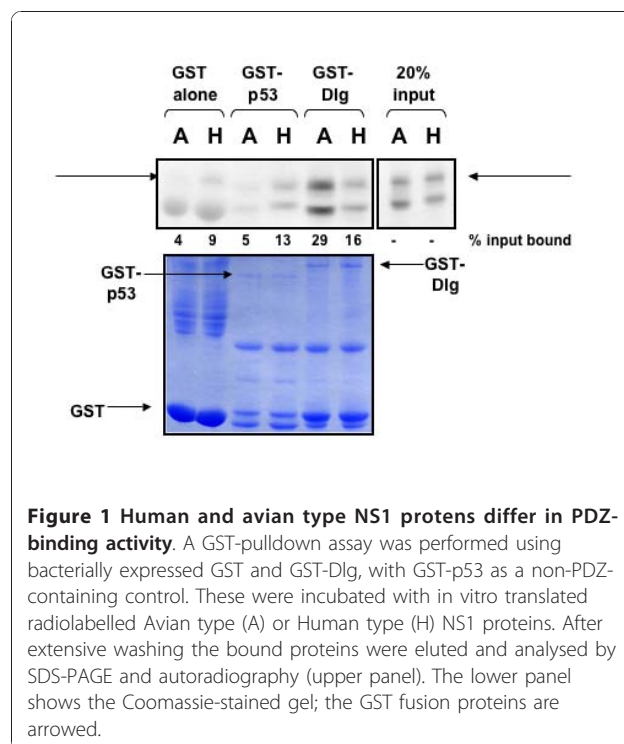 GST GST- GST- 20%
alone p53 Dlg input
A H A H A H A H
4 9 5 13 29 16 - - % input bound
GST-
p53
GST-
Dlg
GST
Figure 1 Human and avian type NS1 protens differ in PDZ-
binding activity. A GST-pulldown assay was performed using
bacterially expressed GST and GST-Dlg, with GST-p53 as a non-PDZ-
containing control. These were incubated with in vitro translated
radiolabelled Avian type (A) or Human type (H) NS1 proteins. After
extensive washing the bound proteins were eluted and analysed by
SDS-PAGE and autoradiography (upper panel). The lower panel
shows the Coomassie-stained gel; the GST fusion proteins are
arrowed.